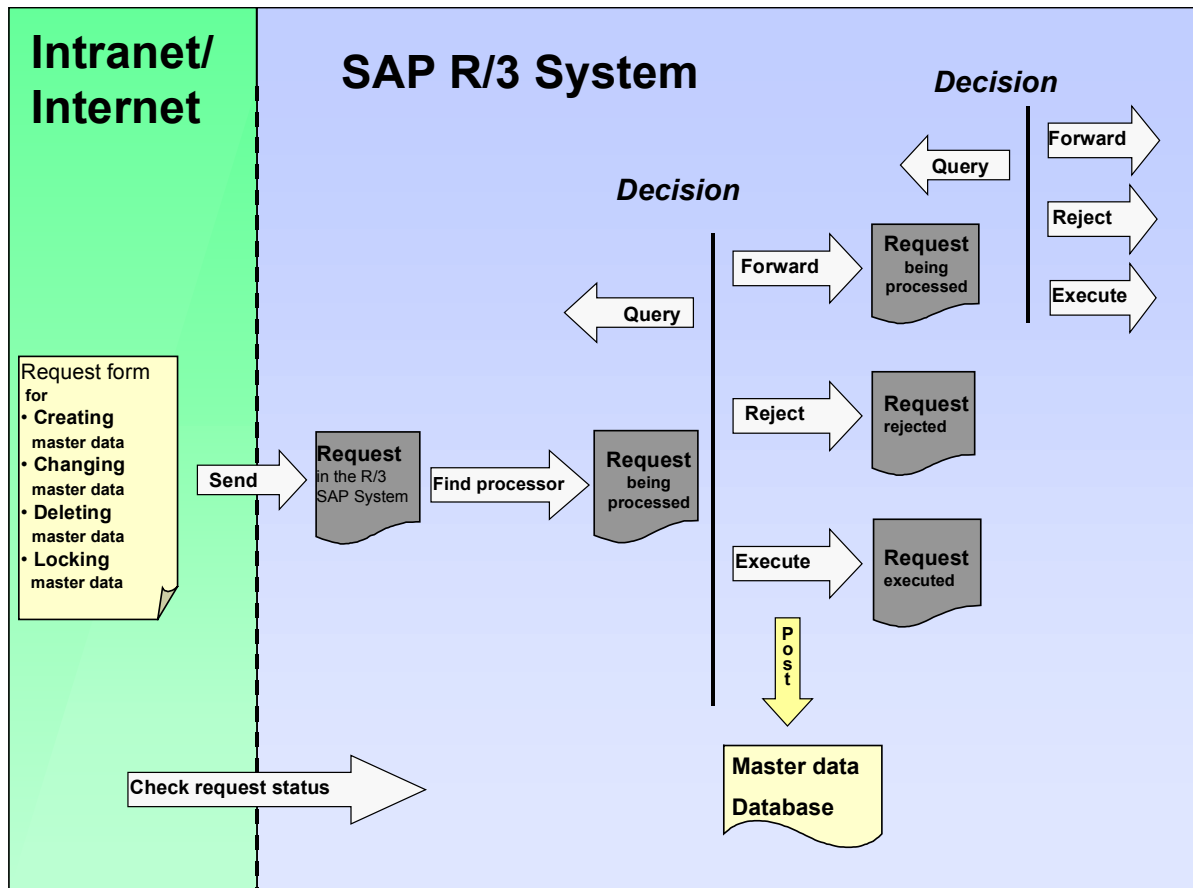 Intranet/
Internet
SAP R/3 System
Decision
Forward
Query
Reject
Execute
Decision
Forward
Request
being
processed
Query
Request form
for
• Creating
master data
• Changing
master data
• Deleting
master data
• Locking
master data
Send
Request
in the R/3
SAP System
Find processor
Request
being
processed
Reject
Request
rejected
Execute
Request
executed
Post
Master data
Database
Check request status